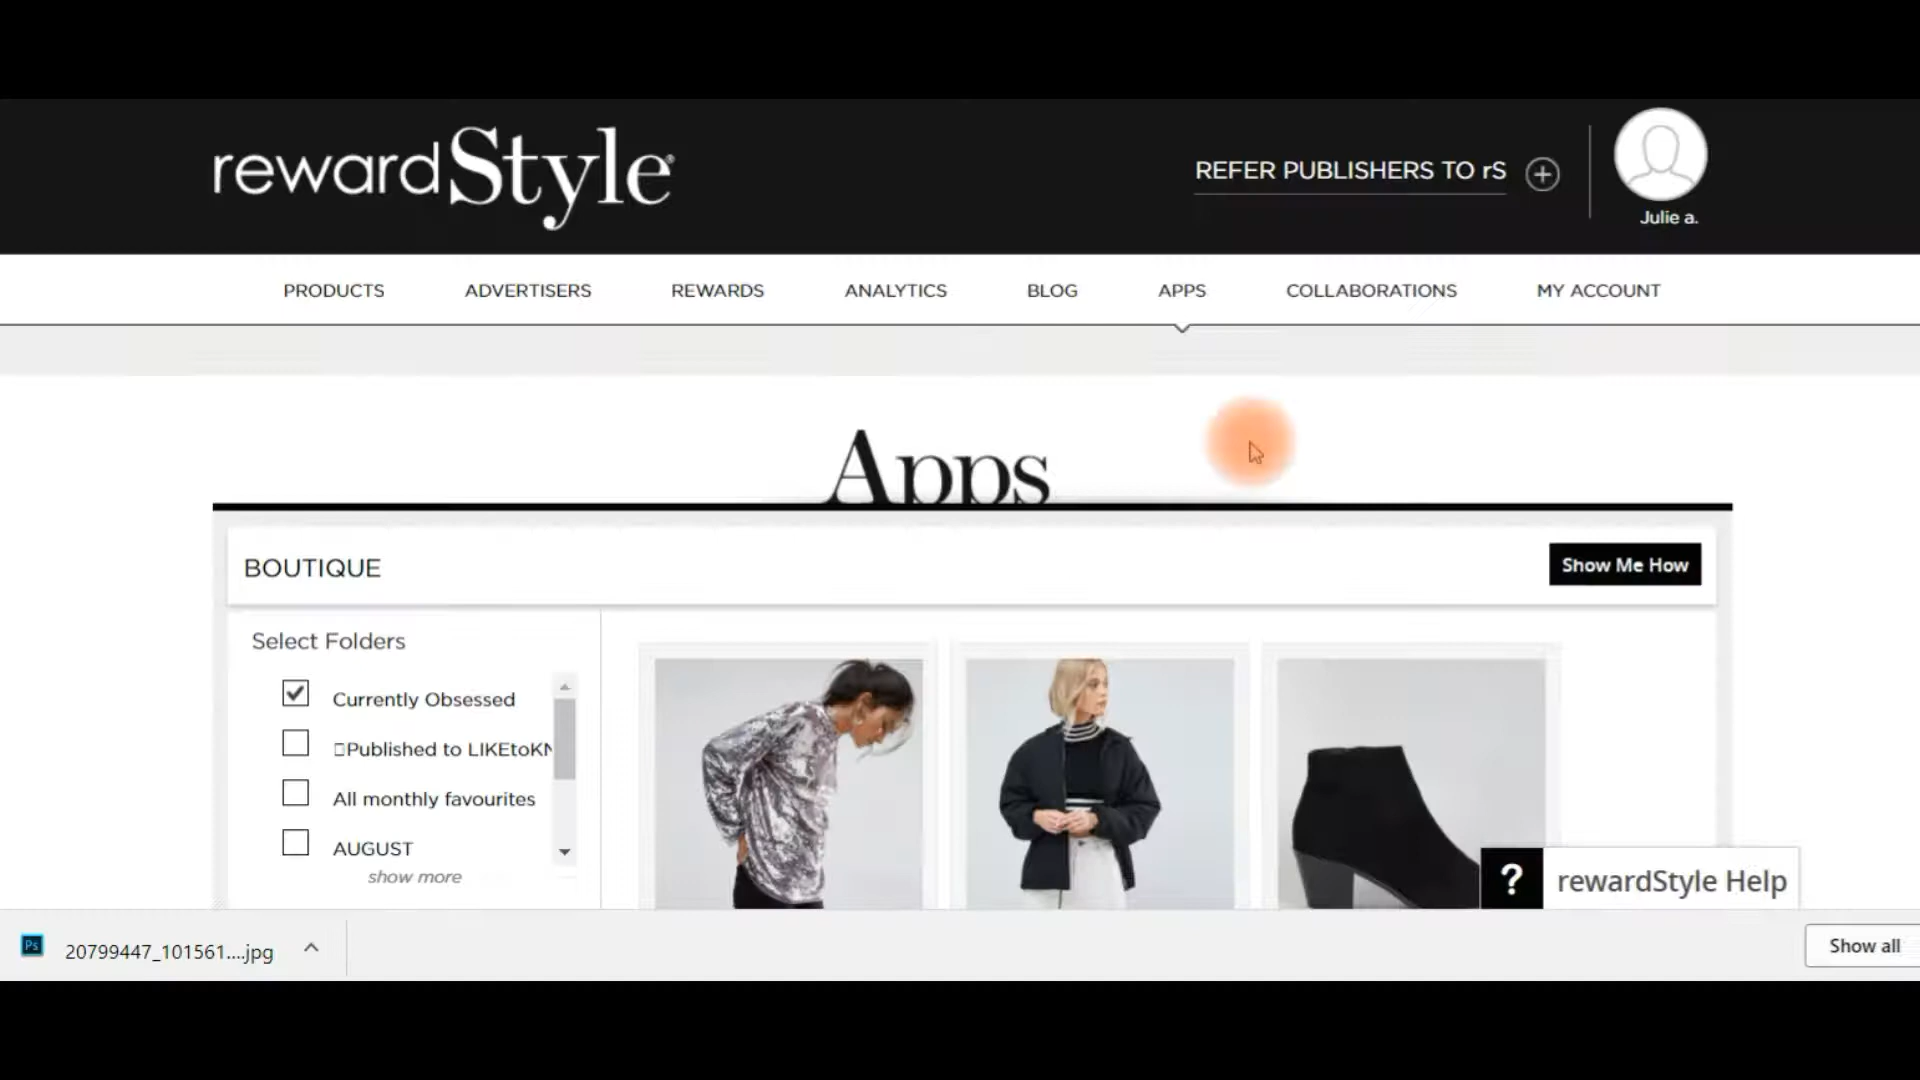 rewardStyle®
REFER PUBLISHERS TO rS
Julie a.
PRODUCTS ADVERTISERS REWARDS ANALYTICS BLOG APPS COLLABORATIONS MY ACCOUNT
Apps
BOUTIQUE
Show Me How
Select Folders
Currently Obsessed
Published to LIKEtoKN
All monthly favourites
AUGUST
show more
? rewardStyle Help
Ps 20799447_101561....jpg
Show all